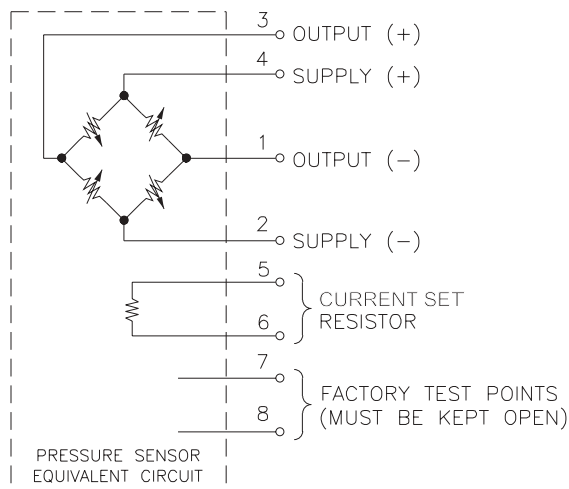 3
OUTPUT (+)
4
SUPPLY (+)
1
OUTPUT (−)
2
SUPPLY (−)
5
CURRENT SET
RESISTOR
6
7
FACTORY TEST POINTS
(MUST BE KEPT OPEN)
8
PRESSURE SENSOR
EQUIVALENT CIRCUIT